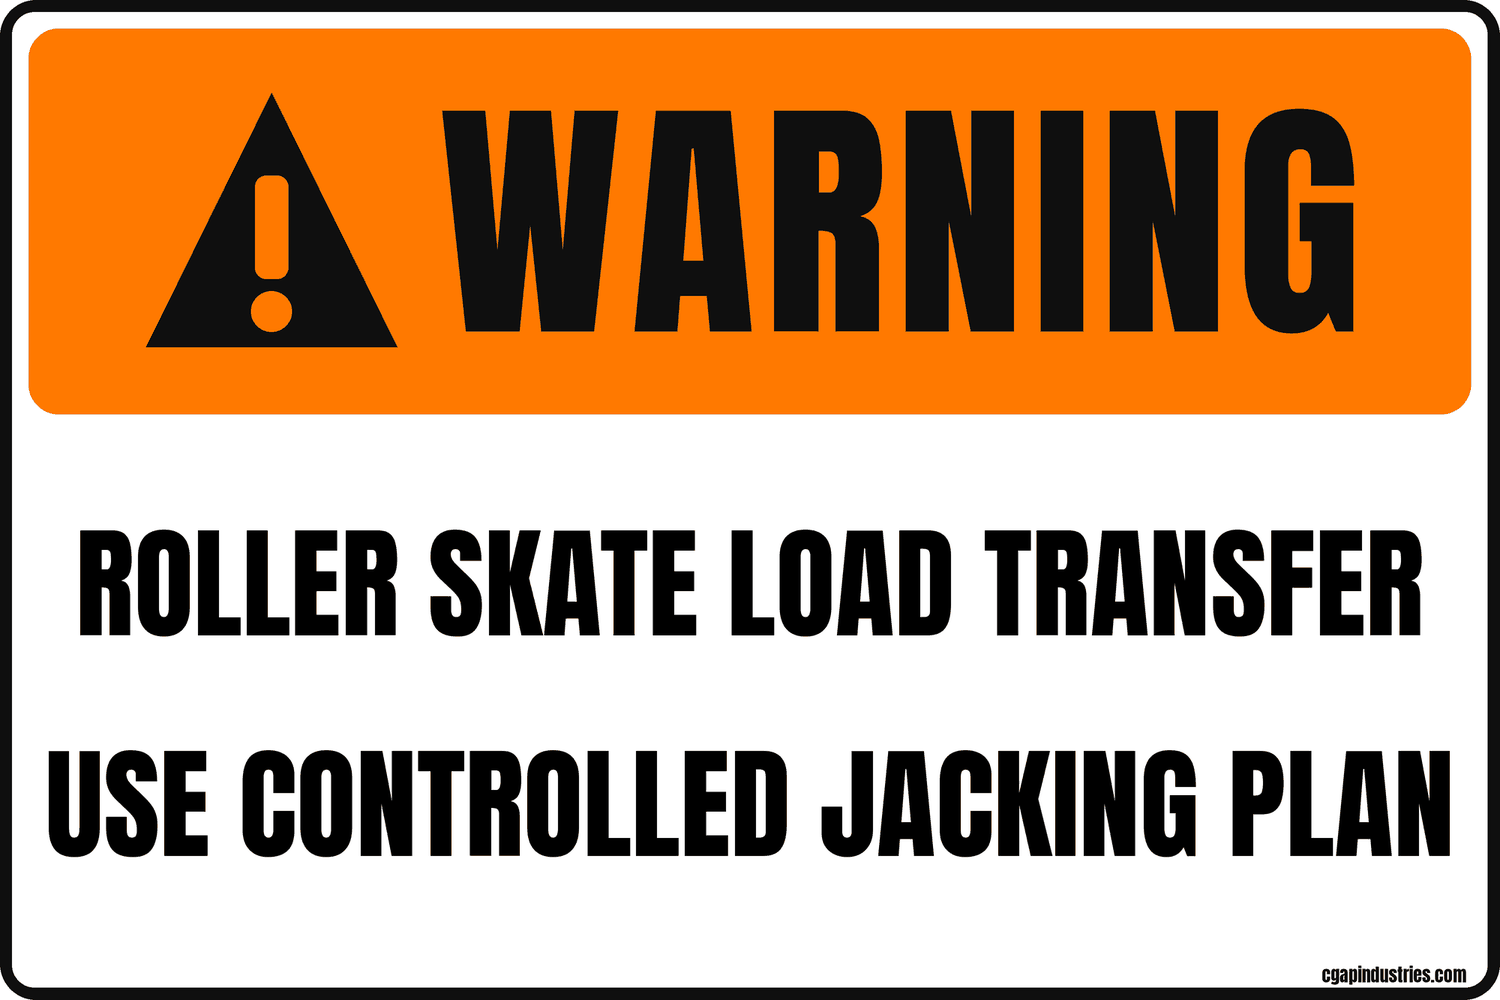 WARNING
ROLLER SKATE LOAD TRANSFER
USE CONTROLLED JACKING PLAN
cgapindustries.com